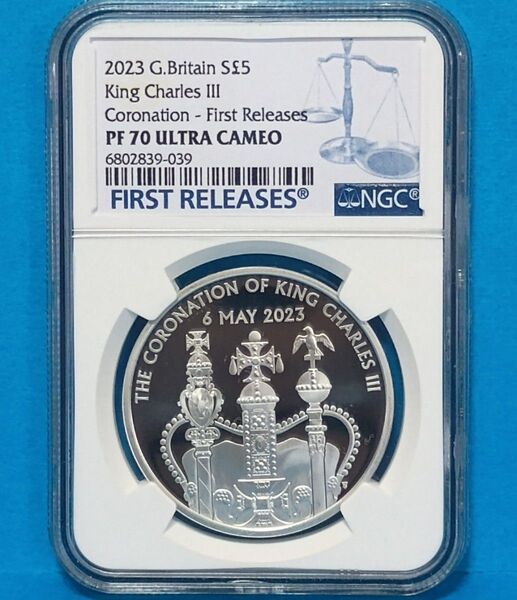 2023 G.Britain S£5
King Charles III
Coronation - First Releases
PF 70 ULTRA CAMEO
6802839-039
FIRST RELEASES®
NGC®
THE CORONATION OF KING CHARLES III
6 MAY 2023